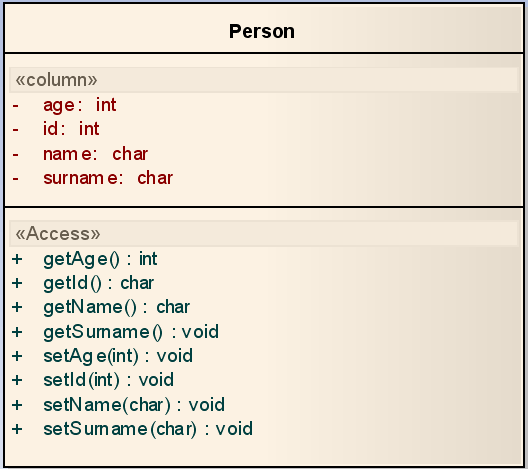 Person
«column»
- age: int
- id: int
- name: char
- surname: char
«Access»
+ getAge() : int
+ getId() : char
+ getName() : char
+ getSurname() : void
+ setAge(int) : void
+ setId(int) : void
+ setName(char) : void
+ setSurname(char) : void